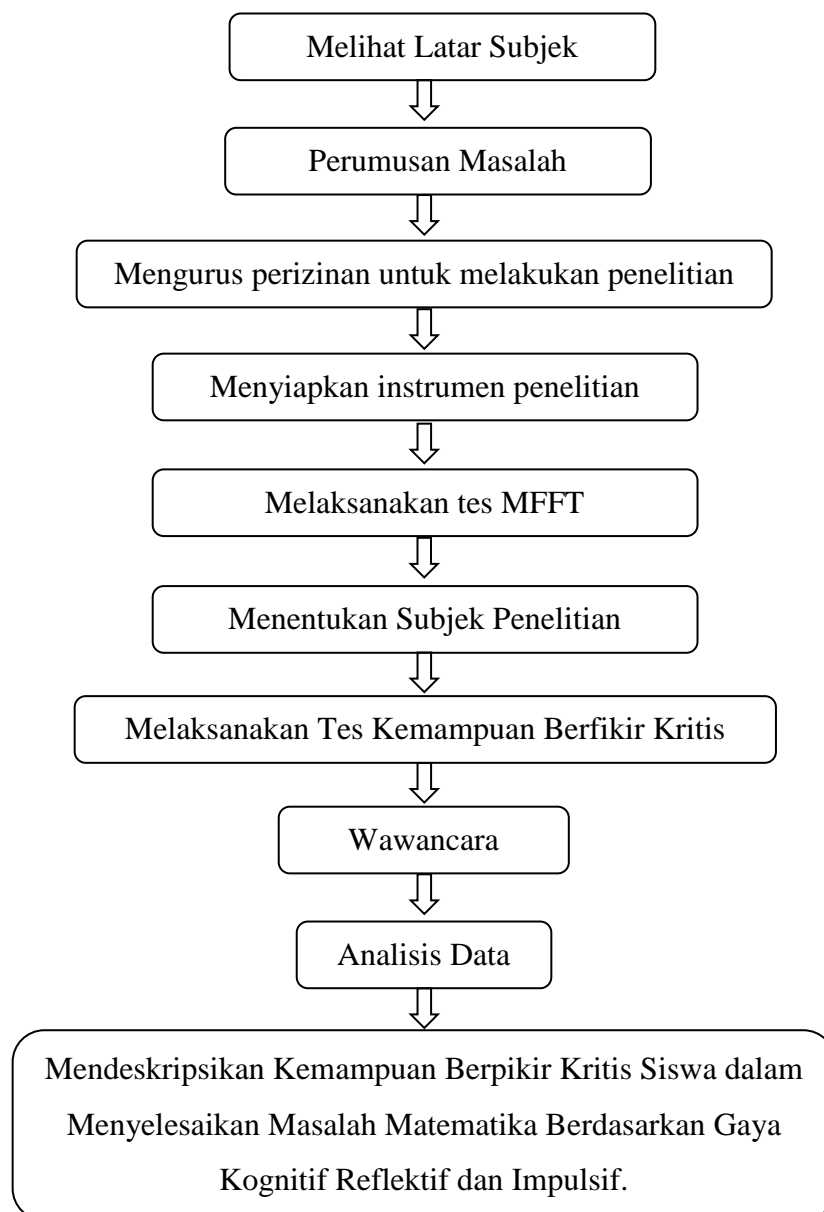 Melihat Latar Subjek
Perumusan Masalah
Mengurus perizinan untuk melakukan penelitian
Menyiapkan instrumen penelitian
Melaksanakan tes MFFT
Menentukan Subjek Penelitian
Melaksanakan Tes Kemampuan Berfikir Kritis
Wawancara
Analisis Data
Mendeskripsikan Kemampuan Berpikir Kritis Siswa dalam
Menyelesaikan Masalah Matematika Berdasarkan Gaya
Kognitif Reflektif dan Impulsif.